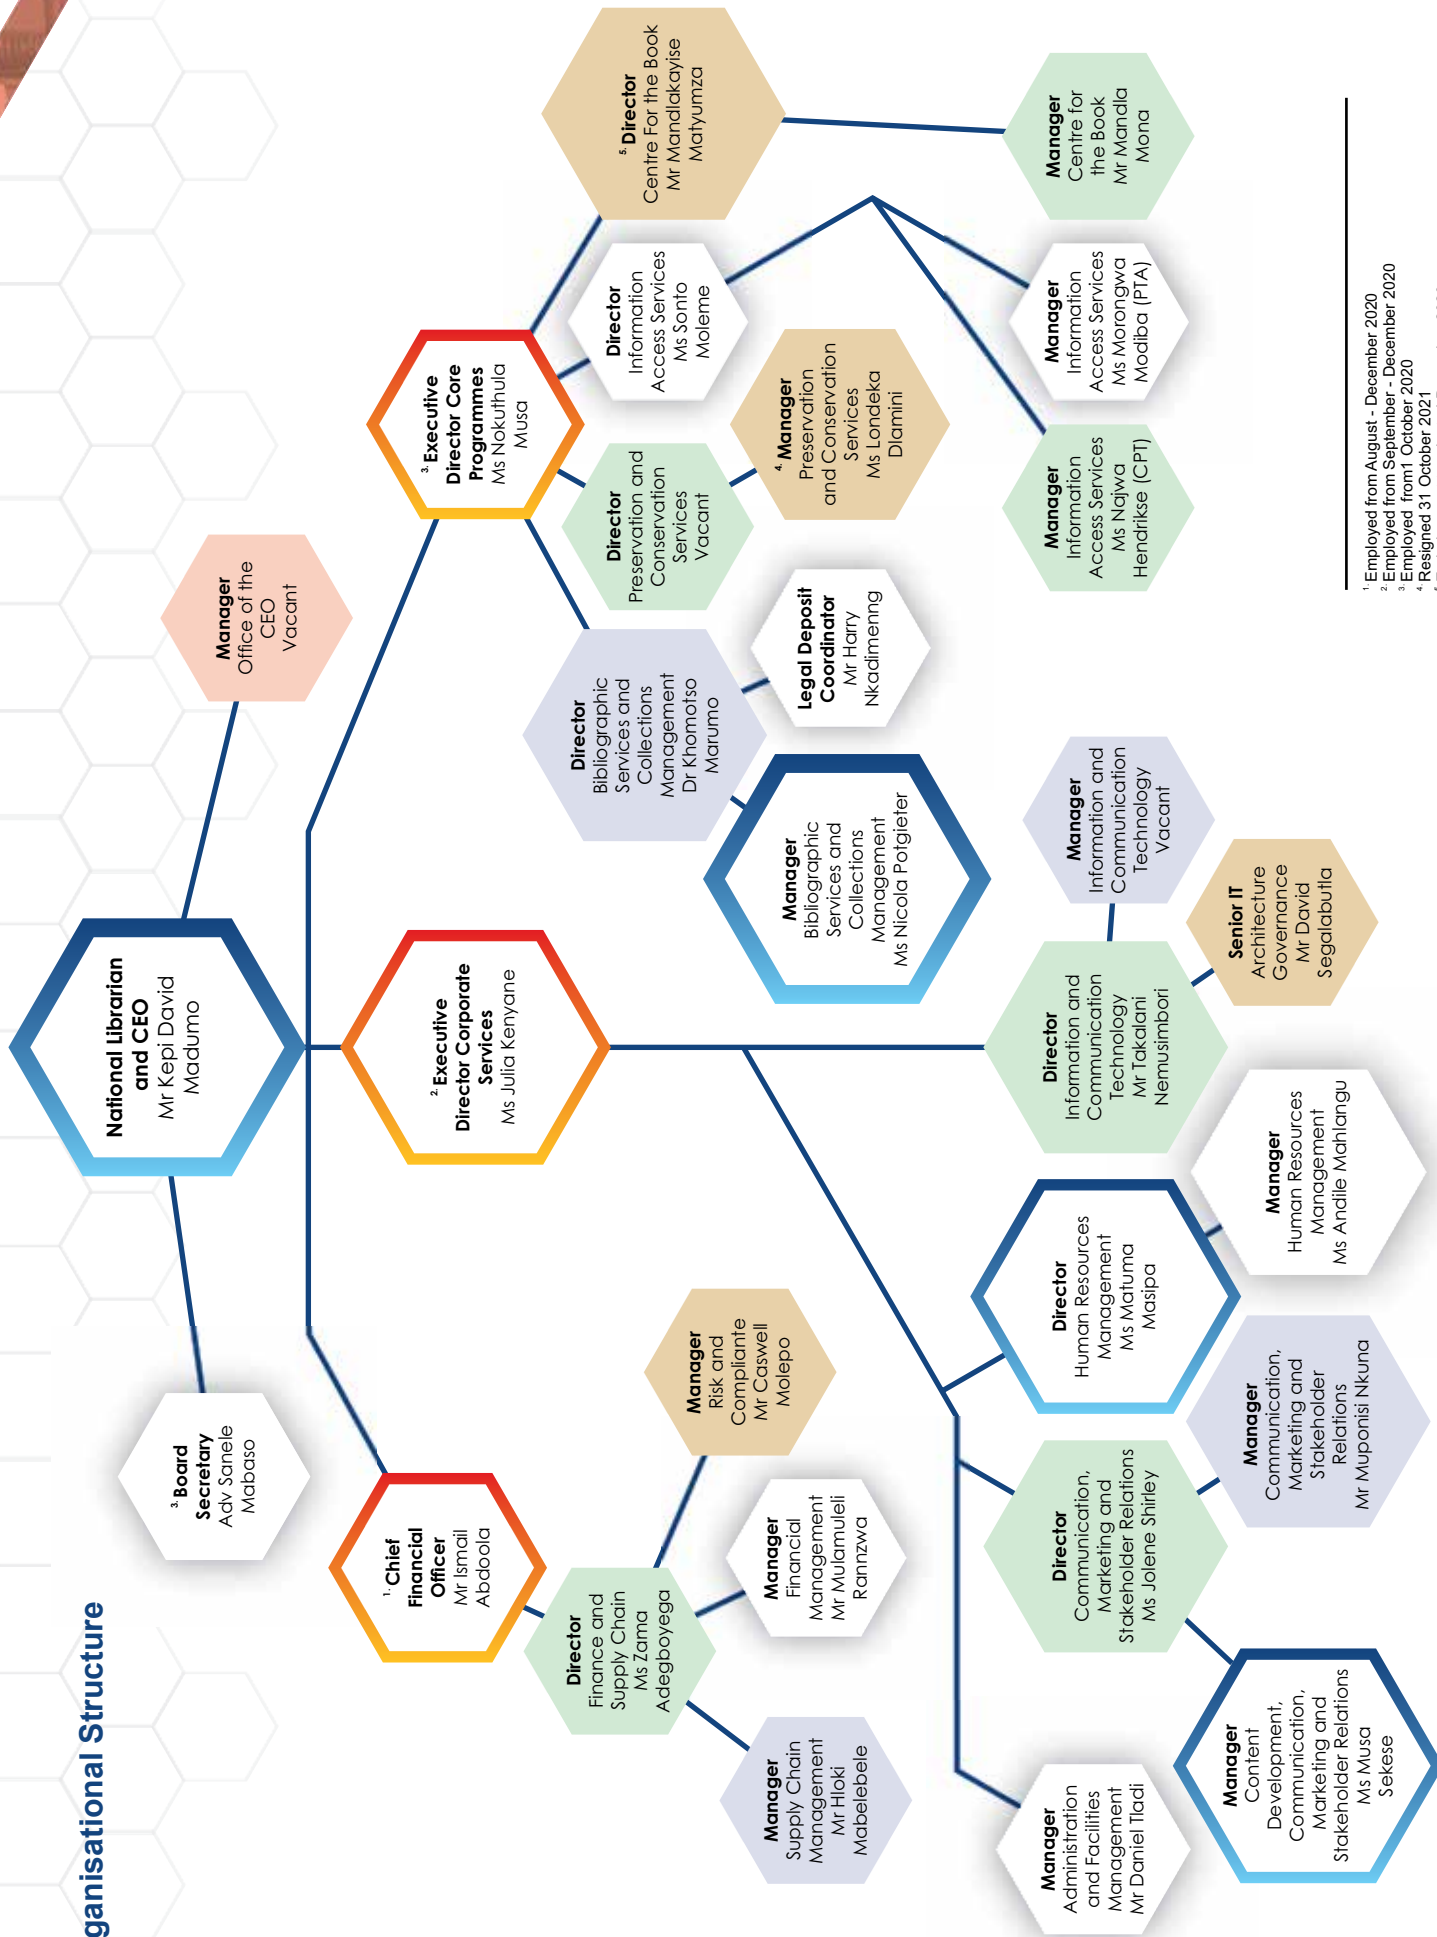 ganisational Structure
National Librarian
and CEO
Mr Kepi David
Madumo
3. Board
Secretary
Adv Sanele
Mabaso
Manager
Office of the
CEO
Vacant
1. Chief
Financial
Officer
Mr Ismail
Abdoola
2. Executive
Director Corporate
Services
Ms Julia Kenyane
3. Executive
Director Core
Programmes
Ms Nokuthula
Musa
Director
Finance and
Supply Chain
Ms Zama
Adegboyega
Manager
Supply Chain
Management
Mr Hloki
Mabelebele
Manager
Financial
Management
Mr Mulamuleli
Rannzwa
Manager
Risk and
Compliante
Mr Caswell
Molepo
Director
Bibliographic
Services and
Collections
Management
Dr Khomotso
Marumo
Director
Preservation and
Conservation
Services
Vacant
Director
Information
Access Services
Ms Sonto
Moleme
5. Director
Centre For the Book
Mr Mandlakayise
Matyumza
Manager
Bibliographic
Services and
Collections
Management
Ms Nicola Potgieter
Legal Deposit
Coordinator
Mr Harry
Nkadimeng
4. Manager
Preservation
and Conservation
Services
Ms Londeka
Dlamini
Manager
Administration
and Facilities
Management
Mr Daniel Tladi
Director
Communication,
Marketing and
Stakeholder Relations
Ms Jolene Shirley
Director
Human Resources
Management
Ms Matuma
Masipa
Director
Information and
Communication
Technology
Mr Takalani
Nemusimbori
Manager
Information and
Communication
Technology
Vacant
Manager
Information
Access Services
Ms Najwa
Hendrikse (CPT)
Manager
Information
Access Services
Ms Morongwa
Modiba (PTA)
Manager
Centre for
the Book
Mr Mandla
Mona
Manager
Content
Development,
Communication,
Marketing and
Stakeholder Relations
Ms Musa
Sekese
Manager
Communication,
Marketing and
Stakeholder
Relations
Mr Muponisi Nkuna
Manager
Human Resources
Management
Ms Andile Mahlangu
Senior IT
Architecture
Governance
Mr David
Segalabutla
1. Employed from August - December 2020
2. Employed from September - December 2020
3. Employed from1 October 2020
4. Resigned 31 October 2021